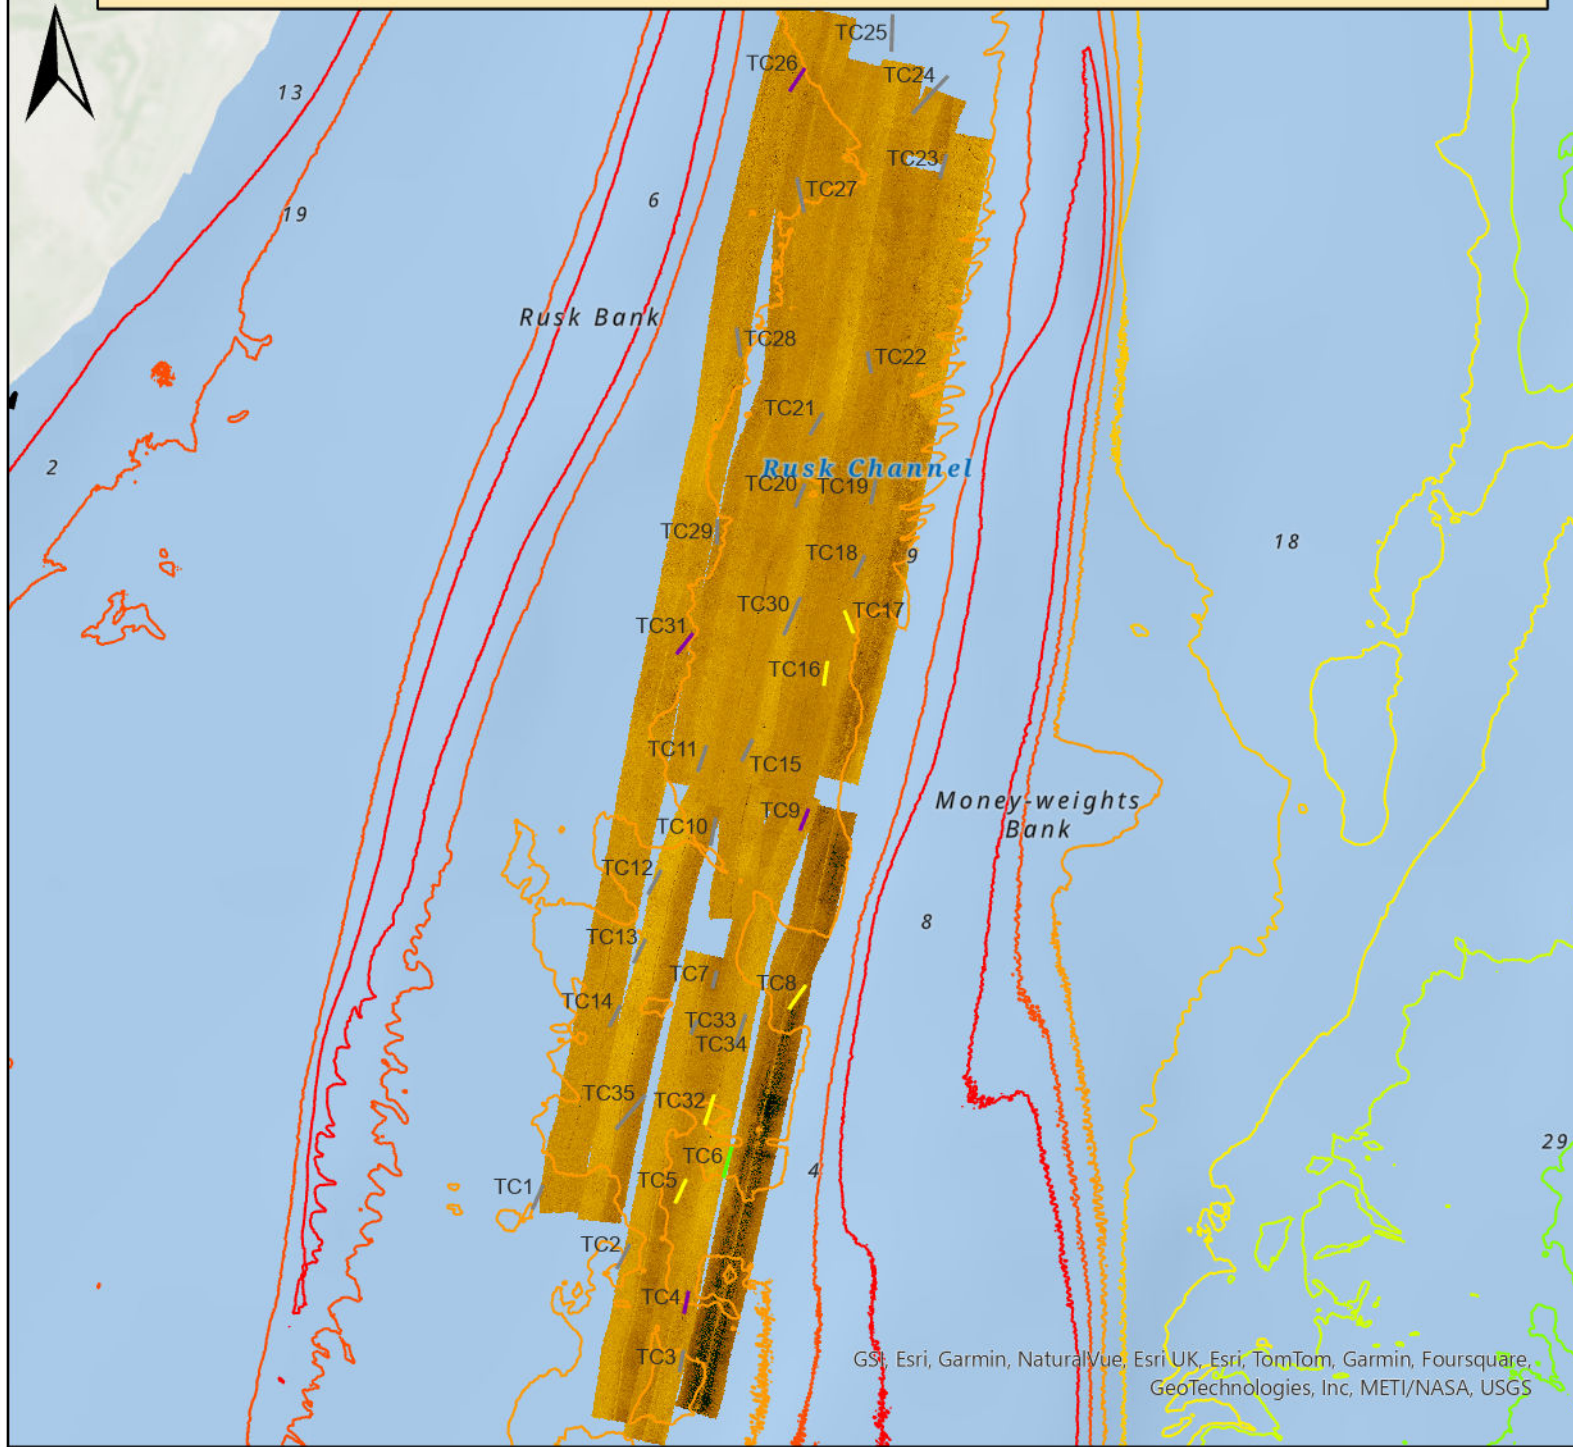 TC25
TC26
TC24
13
TC23
TC27
6
19
Rusk Bank
TC28
TC22
TC21
Rusk Channel
2
TC20
TC19
TC29
18
TC18
9
TC30
TC17
TC31
TC16
TC11
TC15
Money-weights
Bank
TC9
TC10
TC12
8
TC13
TC7
TC8
TC14
TC33
TC34
TC35
TC32
29
TC6
4
TC5
TC1
TC2
TC4
TC3
GSI, Esri, Garmin, NaturalVue, Esri UK, Esri, TomTom, Garmin, Foursquare,
GeoTechnologies, Inc, METI/NASA, USGS